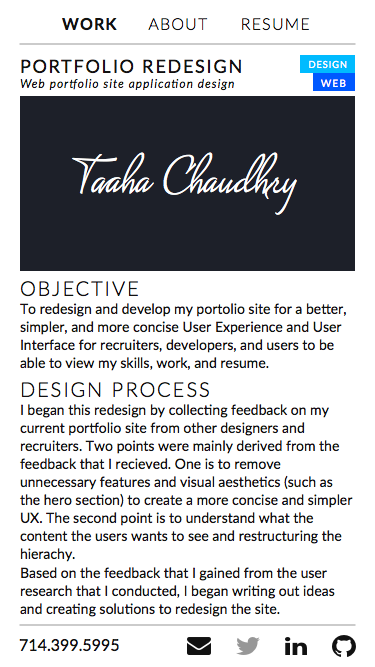 WORK ABOUT RESUME
PORTFOLIO REDESIGN
DESIGN
Web portfolio site application design
WEB
Taaha Chaudhry
OBJECTIVE
To redesign and develop my portolio site for a better,
simpler, and more concise User Experience and User
Interface for recruiters, developers, and users to be
able to view my skills, work, and resume.
DESIGN PROCESS
I began this redesign by collecting feedback on my
current portfolio site from other designers and
recruiters. Two points were mainly derived from the
feedback that I recieved. One is to remove
unnecessary features and visual aesthetics (such as
the hero section) to create a more concise and simpler
UX. The second point is to understand what the
content the users wants to see and restructuring the
hierachy.
Based on the feedback that I gained from the user
research that I conducted, I began writing out ideas
and creating solutions to redesign the site.
714.399.5995
in